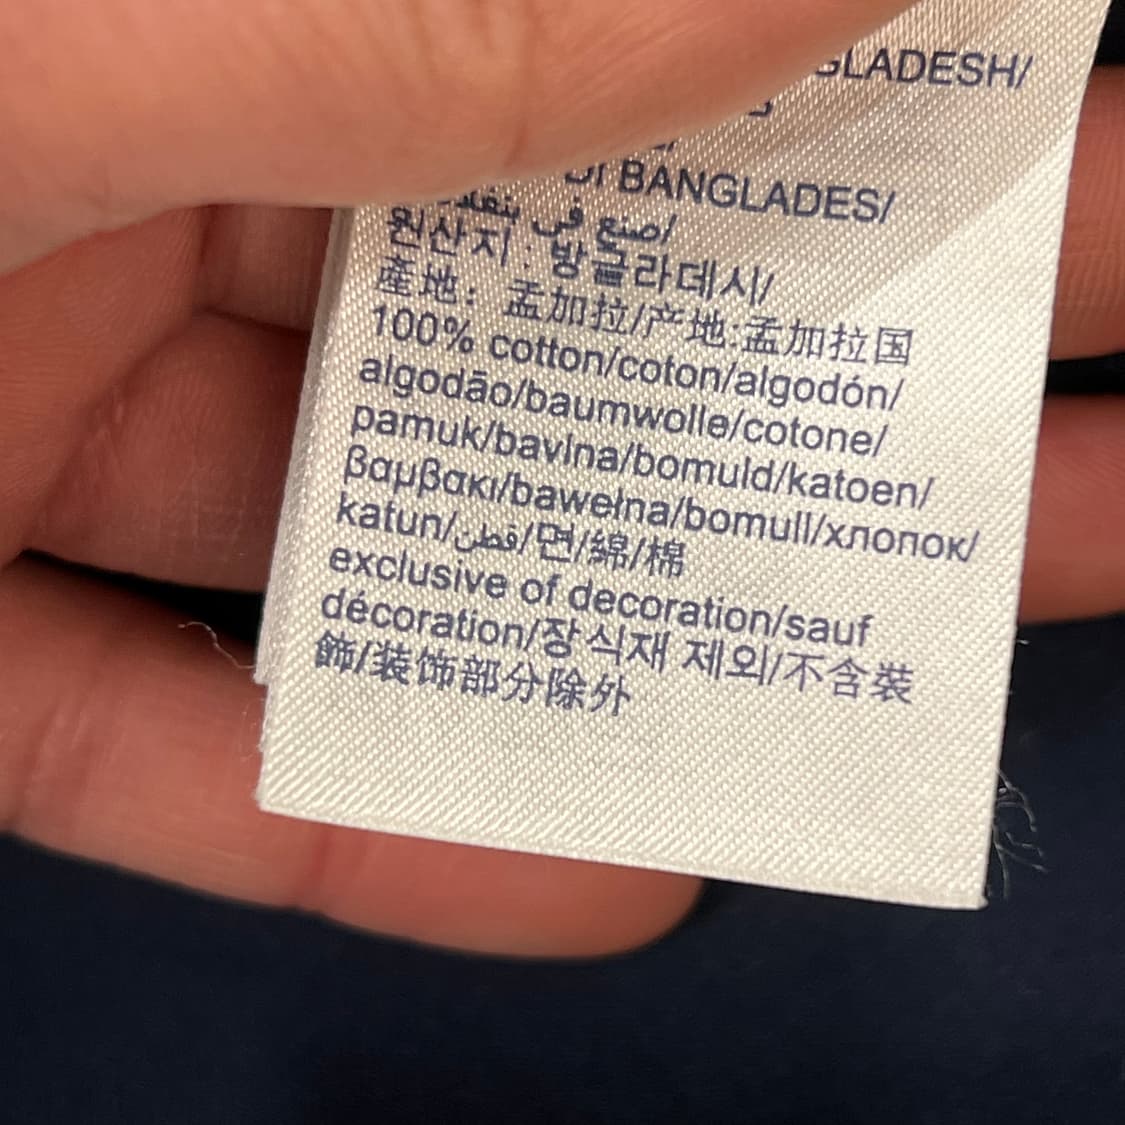 BANGLADES/
صنع في/
원산지 : 방글라데시/
產地: 孟加拉/产地:孟加拉国
100% cotton/coton/algodón/
algodão/baumwolle/cotone/
pamuk/bavlna/bomuld/katoen/
βαμβακι/bawełna/bomull/хлопок/
katun/قطن/면/綿/棉
exclusive of decoration/sauf
décoration/장식재 제외/不含裝
飾/装饰部分除外